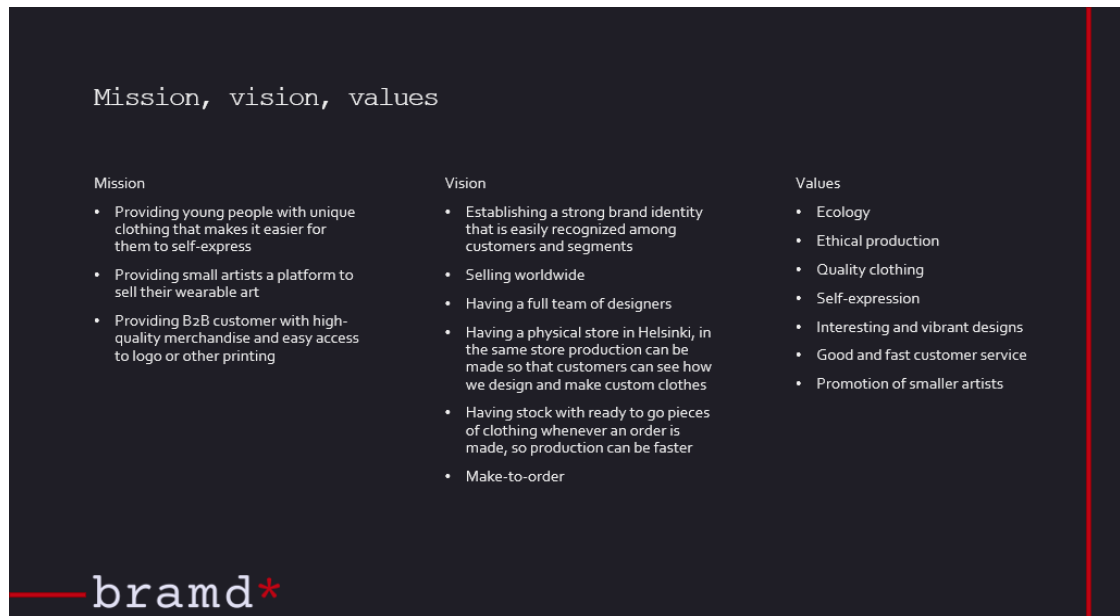 Mission, vision, values
Mission
• Providing young people with unique
clothing that makes it easier for
them to self-express
• Providing small artists a platform to
sell their wearable art
• Providing B2B customer with high-
quality merchandise and easy access
to logo or other printing
Vision
• Establishing a strong brand identity
that is easily recognized among
customers and segments
• Selling worldwide
• Having a full team of designers
• Having a physical store in Helsinki, in
the same store production can be
made so that customers can see how
we design and make custom clothes
• Having stock with ready to go pieces
of clothing whenever an order is
made, so production can be faster
• Make-to-order
Values
• Ecology
• Ethical production
• Quality clothing
• Self-expression
• Interesting and vibrant designs
• Good and fast customer service
• Promotion of smaller artists
bramd*